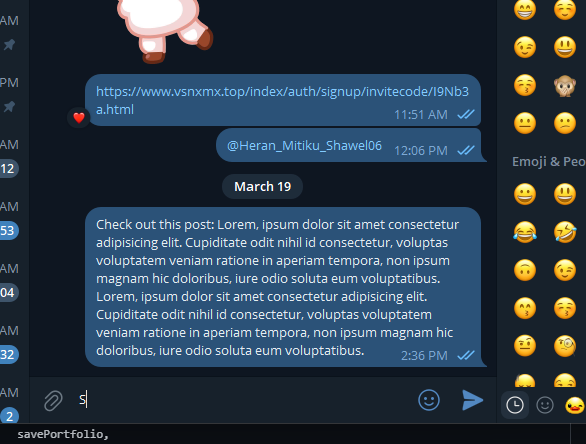 AM
PM
https://www.vsnxmx.top/index/auth/signup/invitecode/I9Nb3
a.html
11:51 AM
AM
12
@Heran_Mitiku_Shawel06 12:06 PM
March 19
Emoji & Peo
AM
53
Check out this post: Lorem, ipsum dolor sit amet consectetur
adipisicing elit. Cupiditate odit nihil id consectetur, voluptas
voluptatem veniam ratione in aperiam tempora, non ipsum
magnam hic doloribus, iure odio soluta eum voluptatibus.
Lorem, ipsum dolor sit amet consectetur adipisicing elit.
Cupiditate odit nihil id consectetur, voluptas voluptatem
veniam ratione in aperiam tempora, non ipsum magnam hic
doloribus, iure odio soluta eum voluptatibus.
2:36 PM
AM
04
AM
32
AM
2
S
savePortfolio,